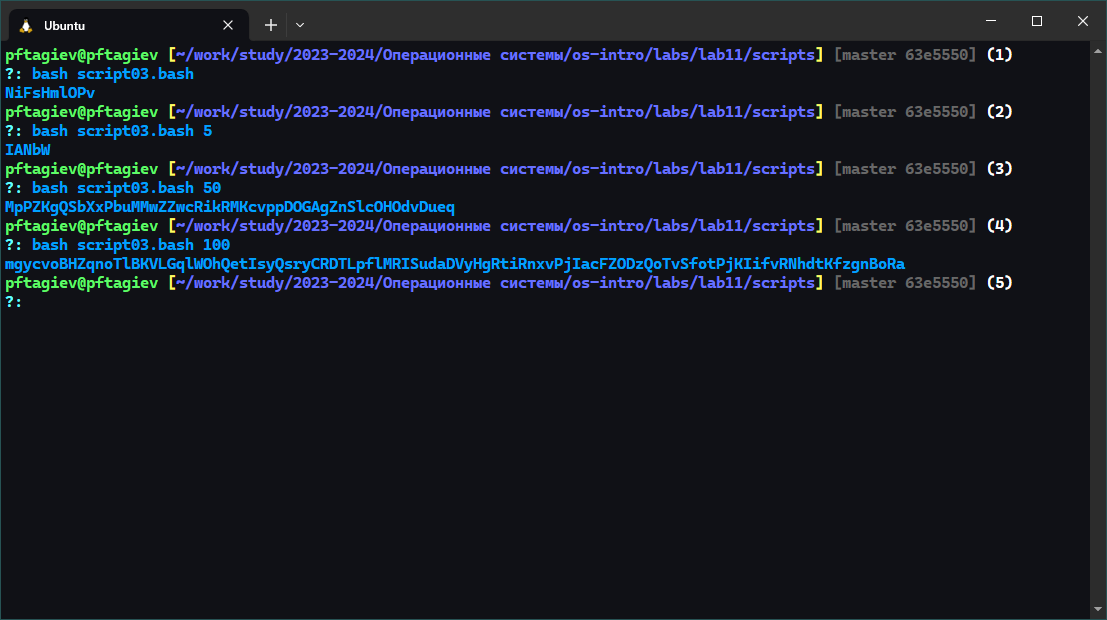 Ubuntu
pftagiev@pftagiev [~/work/study/2023-2024/Операционные системы/os-intro/labs/lab11/scripts] [master 63e5550] (1)
?: bash script03.bash
NiFsHmlOPv
pftagiev@pftagiev [~/work/study/2023-2024/Операционные системы/os-intro/labs/lab11/scripts] [master 63e5550] (2)
?: bash script03.bash 5
IANbW
pftagiev@pftagiev [~/work/study/2023-2024/Операционные системы/os-intro/labs/lab11/scripts] [master 63e5550] (3)
?: bash script03.bash 50
MpPZKgQSbXxPbuMMwZZwcRikRMKcvppDOGAgZnSlcOHOdvDueq
pftagiev@pftagiev [~/work/study/2023-2024/Операционные системы/os-intro/labs/lab11/scripts] [master 63e5550] (4)
?: bash script03.bash 100
mgycvoBHZqnoTlBKVLGqlWOhQetIsyQsryCRDTLpflMRISudaDVyHgRtiRnxvPjIacFZODzQoTvSfotPjKIifvRNhdtKfzgnBoRa
pftagiev@pftagiev [~/work/study/2023-2024/Операционные системы/os-intro/labs/lab11/scripts] [master 63e5550] (5)
?: